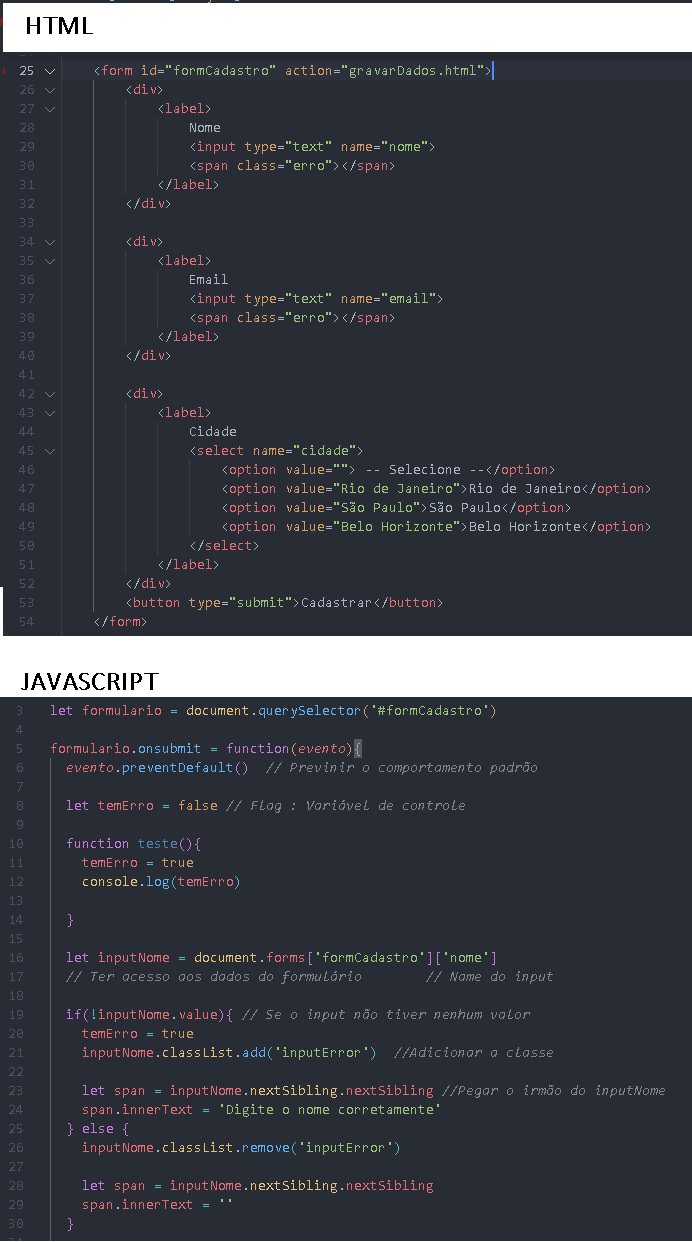 HTML
25 <form id="formCadastro" action="gravarDados.html">
26 <div>
27 <label>
28 Nome
29 <input type="text" name="nome">
30 <span class="erro"></span>
31 </label>
32 </div>
33
34 <div>
35 <label>
36 Email
37 <input type="text" name="email">
38 <span class="erro"></span>
39 </label>
40 </div>
41
42 <div>
43 <label>
44 Cidade
45 <select name="cidade">
46 <option value=""> -- Selecione --</option>
47 <option value="Rio de Janeiro">Rio de Janeiro</option>
48 <option value="São Paulo">São Paulo</option>
49 <option value="Belo Horizonte">Belo Horizonte</option>
50 </select>
51 </label>
52 </div>
53 <button type="submit">Cadastrar</button>
54 </form>
JAVASCRIPT
3 let formulario = document.querySelector('#formCadastro')
4
5 formulario.onsubmit = function(evento){
6 evento.preventDefault() // Previnir o comportamento padrão
7
8 let temErro = false // Flag : Variável de controle
9
10 function teste(){
11 temErro = true
12 console.log(temErro)
13
14 }
15
16 let inputNome = document.forms['formCadastro']['nome']
17 // Ter acesso aos dados do formulário // Name do input
18
19 if(!inputNome.value){ // Se o input não tiver nenhum valor
20 temErro = true
21 inputNome.classList.add('inputError') //Adicionar a classe
22
23 let span = inputNome.nextSibling.nextSibling //Pegar o irmão do inputNome
24 span.innerText = 'Digite o nome corretamente'
25 } else {
26 inputNome.classList.remove('inputError')
27
28 let span = inputNome.nextSibling.nextSibling
29 span.innerText = ''
30 }